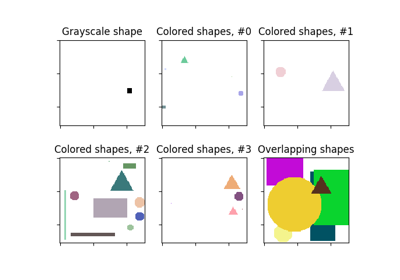 Grayscale shape
Colored shapes, #0
Colored shapes, #1
Colored shapes, #2
Colored shapes, #3
Overlapping shapes